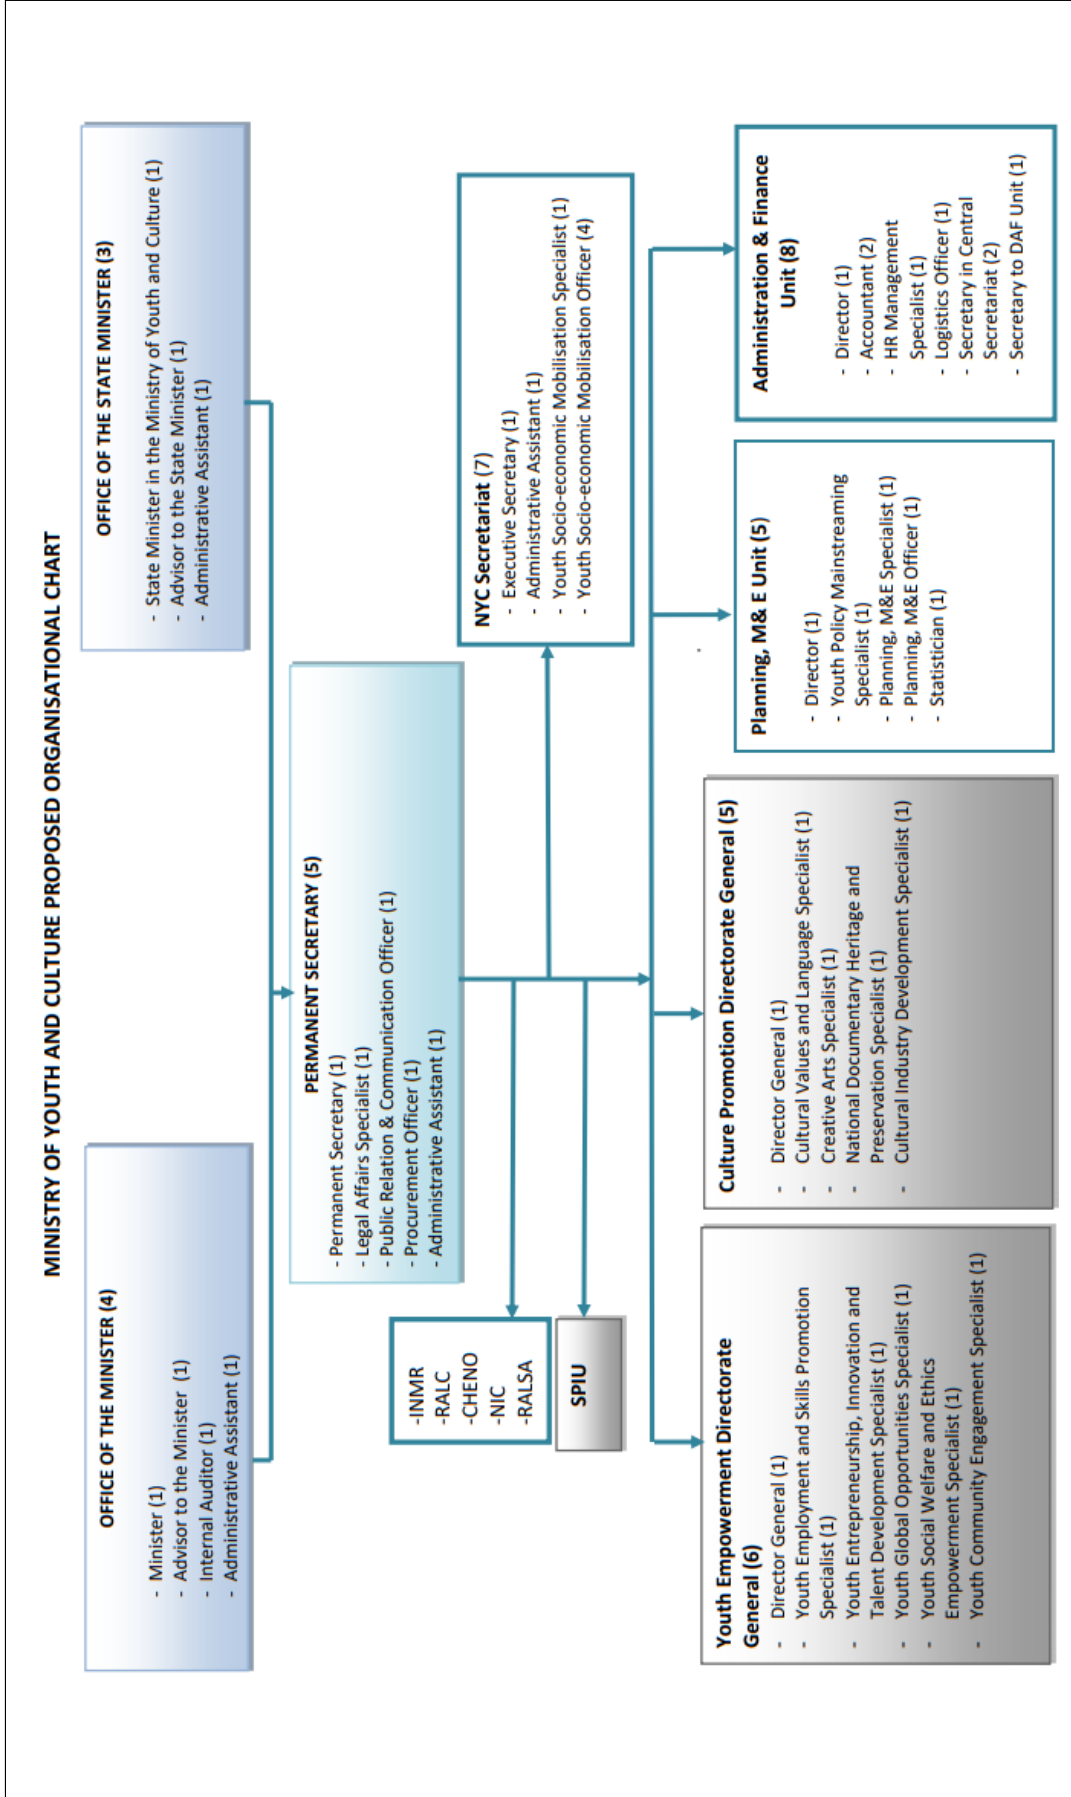 MINISTRY OF YOUTH AND CULTURE PROPOSED ORGANISATIONAL CHART
OFFICE OF THE MINISTER (4)
- Minister (1)
- Advisor to the Minister (1)
- Internal Auditor (1)
- Administrative Assistant (1)
OFFICE OF THE STATE MINISTER (3)
- State Minister in the Ministry of Youth and Culture (1)
- Advisor to the State Minister (1)
- Administrative Assistant (1)
PERMANENT SECRETARY (5)
- Permanent Secretary (1)
- Legal Affairs Specialist (1)
- Public Relation & Communication Officer (1)
- Procurement Officer (1)
- Administrative Assistant (1)
-INMR
-RALC
-CHENO
-NIC
-RALSA
SPIU
NYC Secretariat (7)
- Executive Secretary (1)
- Administrative Assistant (1)
- Youth Socio-economic Mobilisation Specialist (1)
- Youth Socio-economic Mobilisation Officer (4)
Youth Empowerment Directorate
General (6)
- Director General (1)
- Youth Employment and Skills Promotion
Specialist (1)
- Youth Entrepreneurship, Innovation and
Talent Development Specialist (1)
- Youth Global Opportunities Specialist (1)
- Youth Social Welfare and Ethics
Empowerment Specialist (1)
- Youth Community Engagement Specialist (1)
Culture Promotion Directorate General (5)
- Director General (1)
- Cultural Values and Language Specialist (1)
- Creative Arts Specialist (1)
- National Documentary Heritage and
Preservation Specialist (1)
- Cultural Industry Development Specialist (1)
Planning, M& E Unit (5)
- Director (1)
- Youth Policy Mainstreaming
Specialist (1)
- Planning, M&E Specialist (1)
- Planning, M&E Officer (1)
- Statistician (1)
Administration & Finance
Unit (8)
- Director (1)
- Accountant (2)
- HR Management
Specialist (1)
- Logistics Officer (1)
- Secretary in Central
Secretariat (2)
- Secretary to DAF Unit (1)